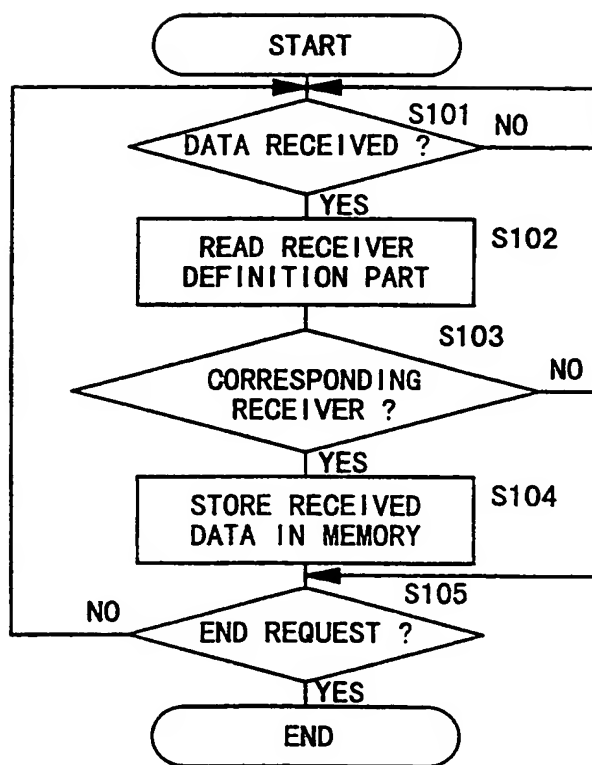 START
S101
DATA RECEIVED ?
NO
YES
READ RECEIVER
DEFINITION PART
S102
S103
CORRESPONDING
RECEIVER ?
NO
YES
STORE RECEIVED
DATA IN MEMORY
S104
S105
NO
END REQUEST ?
YES
END